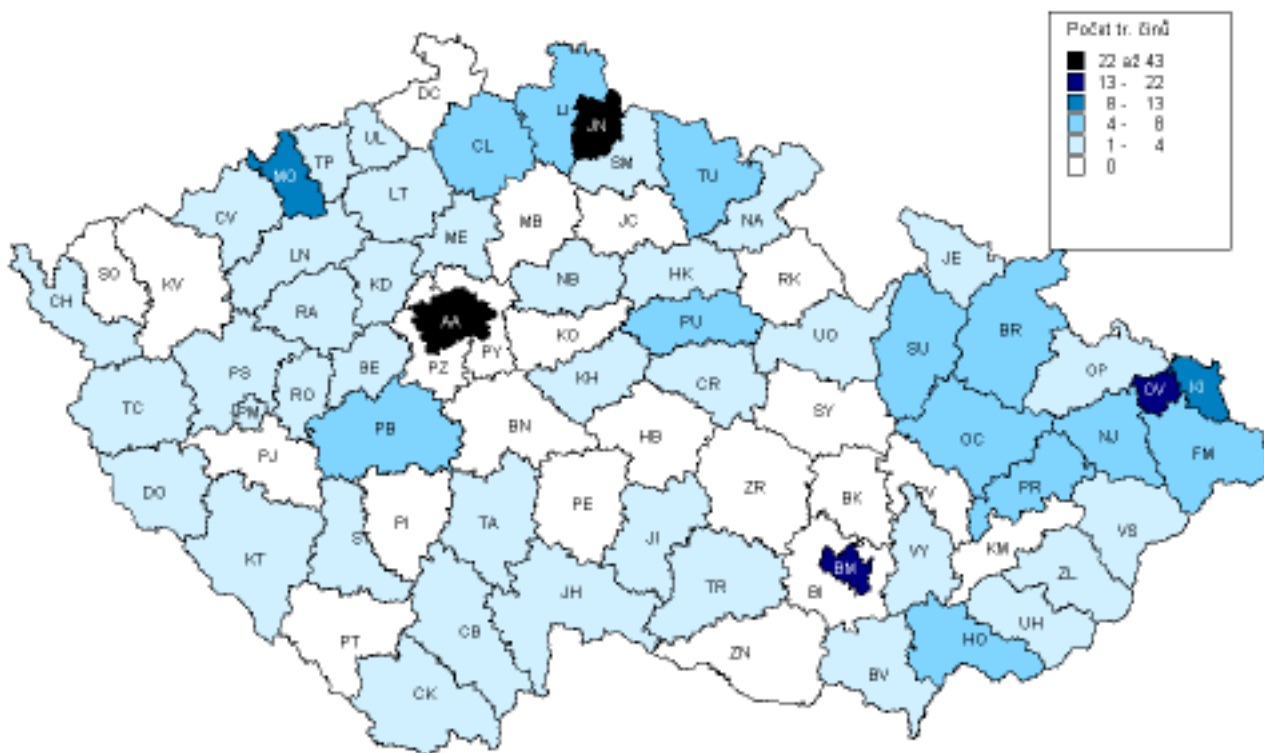 Počet tr. činů
22 až 43
13 - 22
8 - 13
4 - 8
1 - 4
0
DC
LI
JN
UL
TP
CL
SM
MO
TU
LT
CV
MB
JC
NA
ME
LN
SO
KV
KD
NB
HK
RK
JE
CH
RA
AA
PU
BR
KO
UO
SU
PY
PZ
PS
BE
OP
OV
KI
RO
KH
CR
TC
PM
SY
PB
BN
HB
OC
NJ
FM
PJ
DO
ZR
PR
PE
BK
PV
PI
TA
VS
KT
S
JI
VY
KM
BM
ZL
JH
TR
BI
UH
CB
HO
PT
ZN
BV
CK